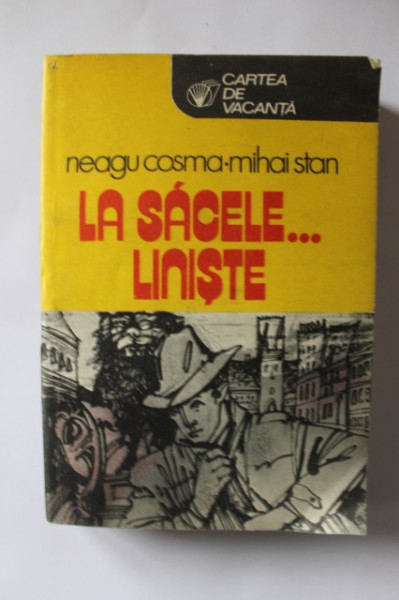 CARTEA
DE
VACANȚĂ
neagu cosma·mihai stan
LA SĂCELE...
LINIȘTE